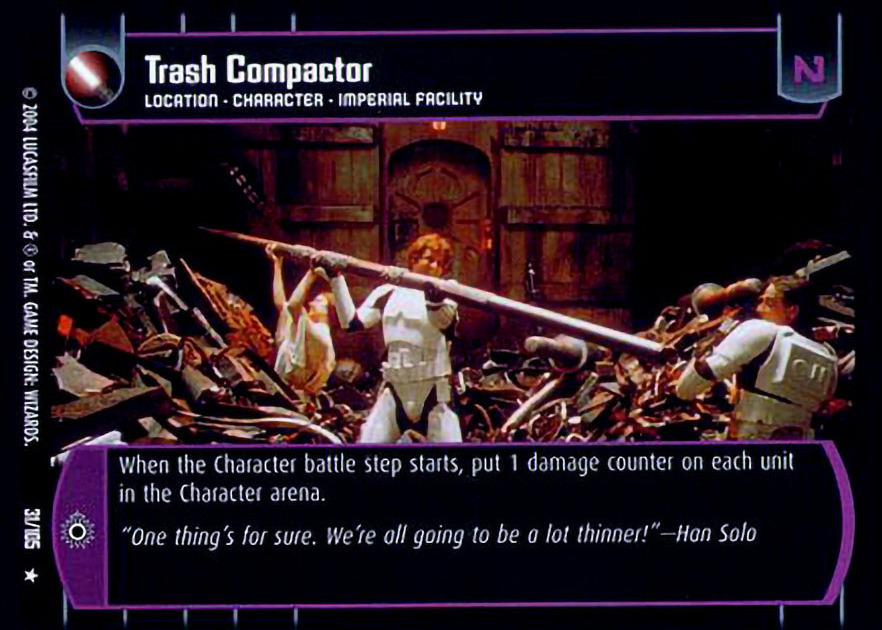 Trash Compactor
N
LOCATION · CHARACTER · IMPERIAL FACILITY
When the Character battle step starts, put 1 damage counter on each unit
in the Character arena.
"One thing's for sure. We're all going to be a lot thinner!"—Han Solo
© 2004 LUCASFILM LTD. & ® or TM. GAME DESIGN: WIZARDS.
31/105 ★